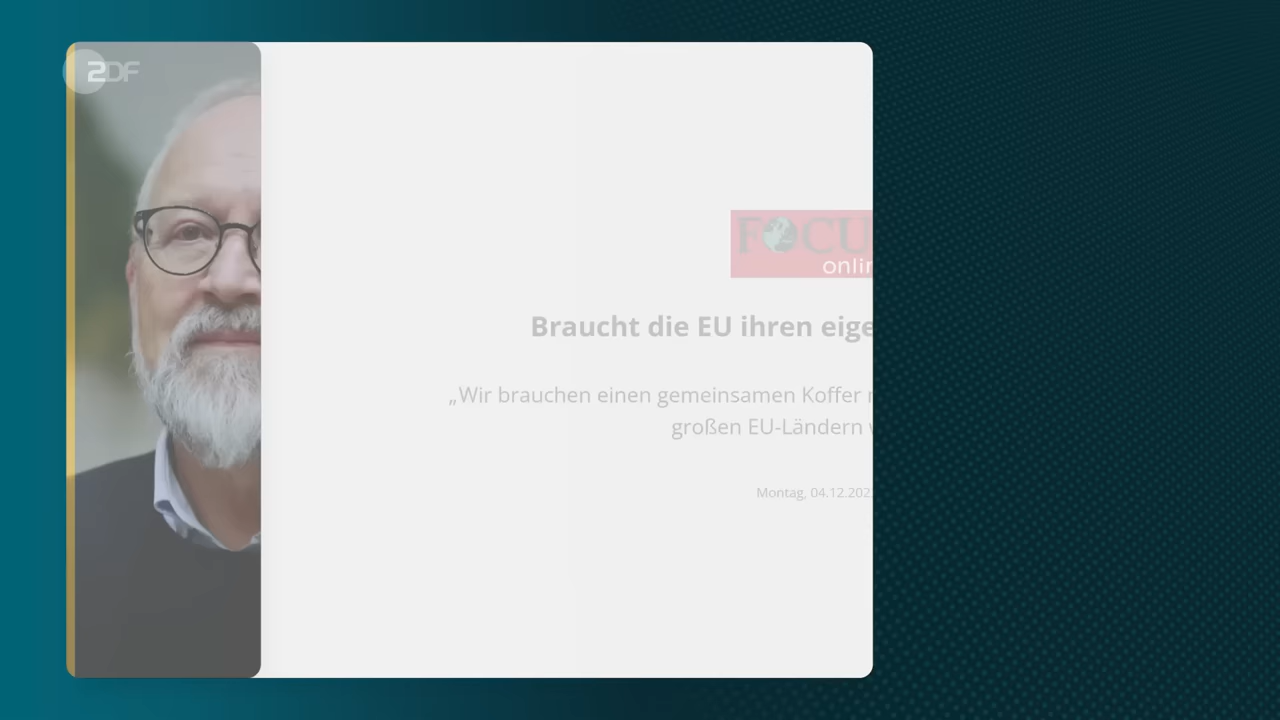 ZDF
FOCU
onlin
Braucht die EU ihren eige
„Wir brauchen einen gemeinsamen Koffer
großen EU-Ländern
Montag, 04.12.202